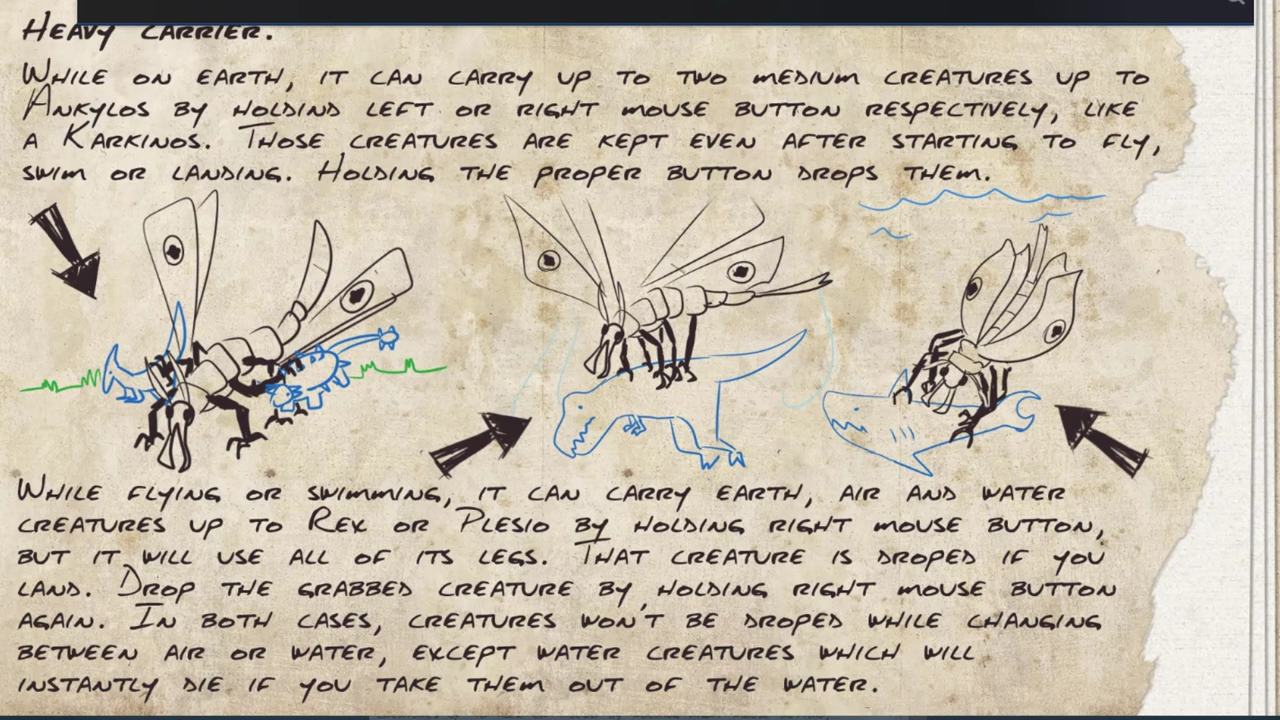 HEAVY CARRIER.
WHILE ON EARTH, IT CAN CARRY UP TO TWO MEDIUM CREATURES UP TO
ANKYLOS BY HOLDIND LEFT OR RIGHT MOUSE BUTTON RESPECTIVELY, LIKE
A KARKINOS. THOSE CREATURES ARE KEPT EVEN AFTER STARTING TO FLY,
SWIM OR LANDING. HOLDING THE PROPER BUTTON DROPS THEM.
WHILE FLYING OR SWIMMING, IT CAN CARRY EARTH, AIR AND WATER
CREATURES UP TO REX OR PLESIO BY HOLDING RIGHT MOUSE BUTTON,
BUT IT WILL USE ALL OF ITS LEGS. THAT CREATURE IS DROPED IF YOU
LAND. DROP THE GRABBED CREATURE BY HOLDING RIGHT MOUSE BUTTON
AGAIN. IN BOTH CASES, CREATURES WON'T BE DROPED WHILE CHANGING
BETWEEN AIR OR WATER, EXCEPT WATER CREATURES WHICH WILL
INSTANTLY DIE IF YOU TAKE THEM OUT OF THE WATER.